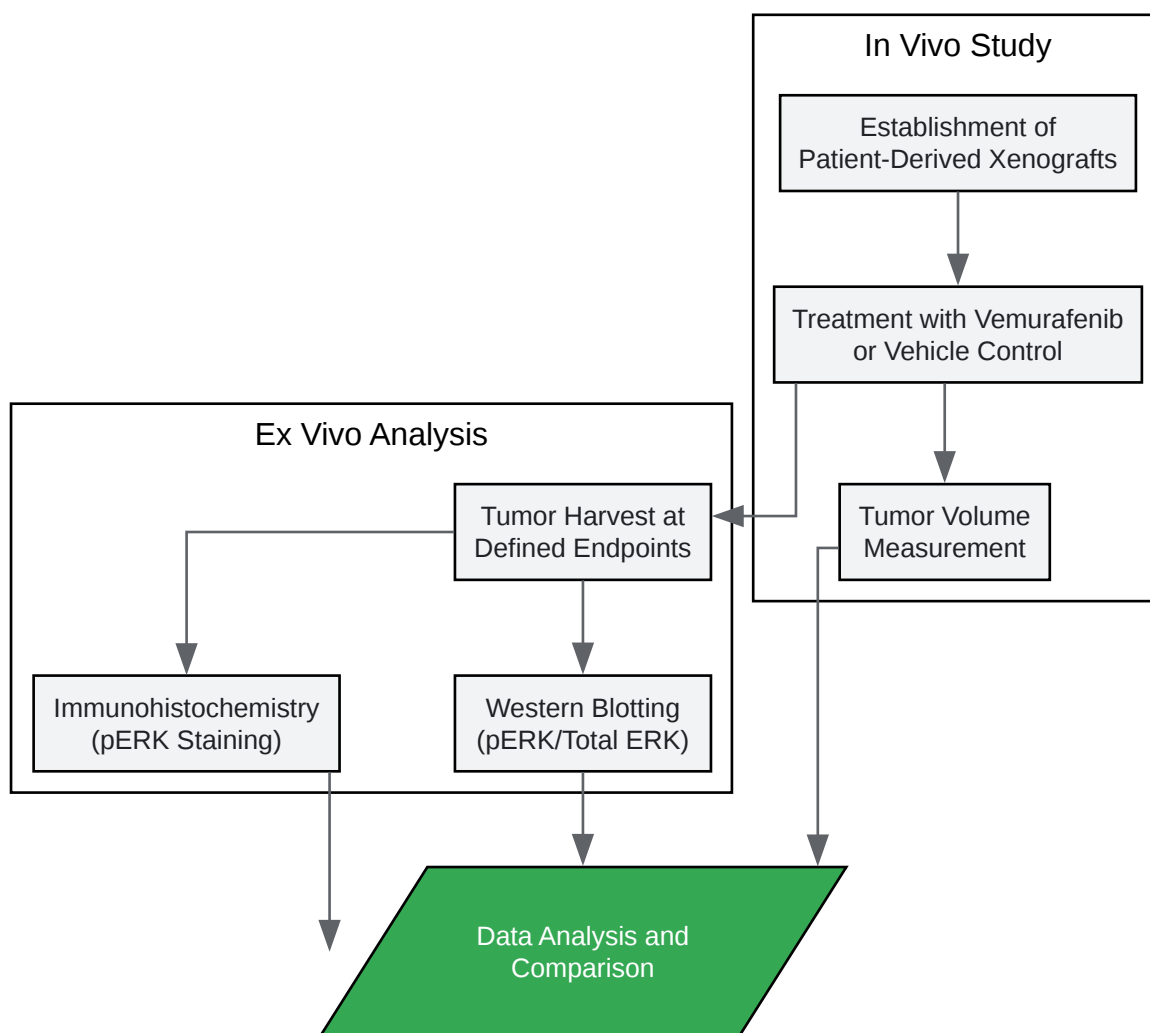 In Vivo Study
Establishment of
Patient-Derived Xenografts
Treatment with Vemurafenib
or Vehicle Control
Ex Vivo Analysis
Tumor Harvest at
Defined Endpoints
Tumor Volume
Measurement
Immunohistochemistry
(pERK Staining)
Western Blotting
(pERK/Total ERK)
Data Analysis and
Comparison